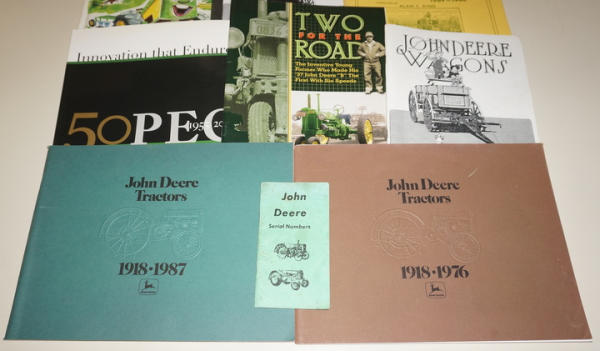 Innovation that Endur
50 PEO
195 20
TWO
FOR THE
ROAD
The Inventive Young
Farmer Who Made His
'37 John Deere "B" The
First With Six Speeds
JOHN DEERE
WAGONS
John Deere
Tractors
1918•1987
John
Deere
Serial Numbers
John Deere
Tractors
1918•1976